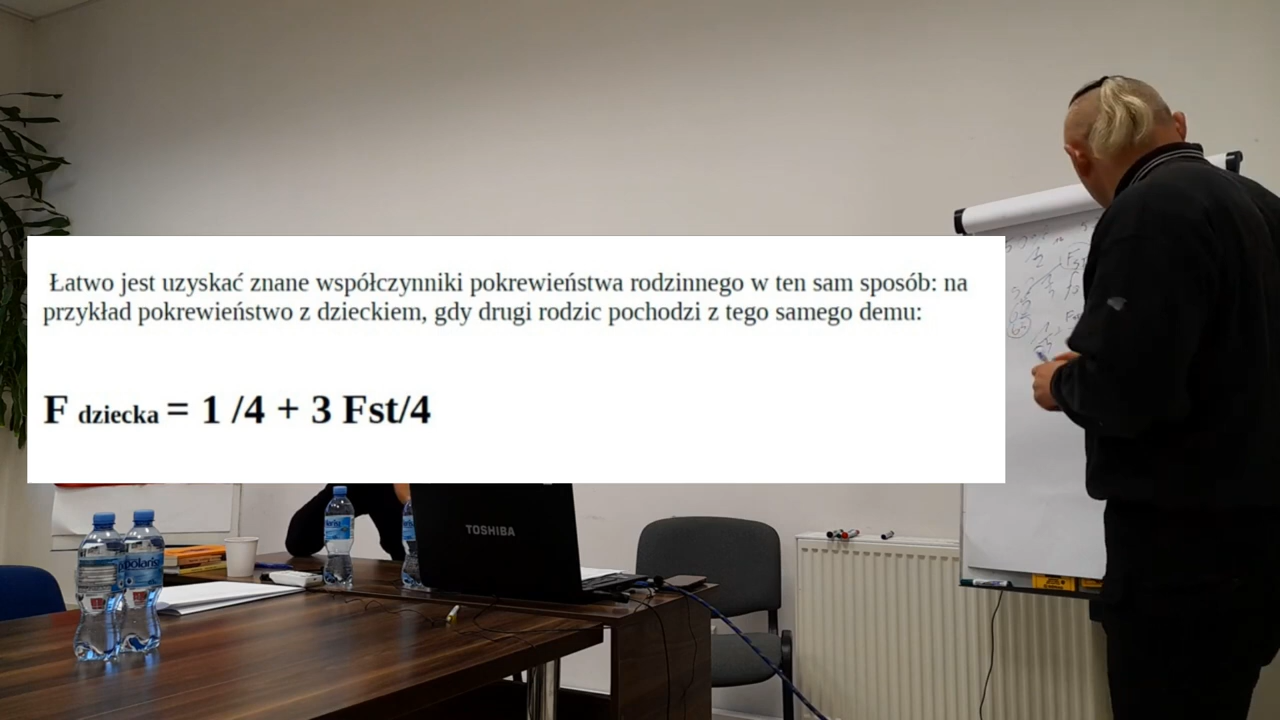 Łatwo jest uzyskać znane współczynniki pokrewieństwa rodzinnego w ten sam sposób: na
przykład pokrewieństwo z dzieckiem, gdy drugi rodzic pochodzi z tego samego demu:
F dziecka = 1 /4 + 3 Fst/4
TOSHIBA